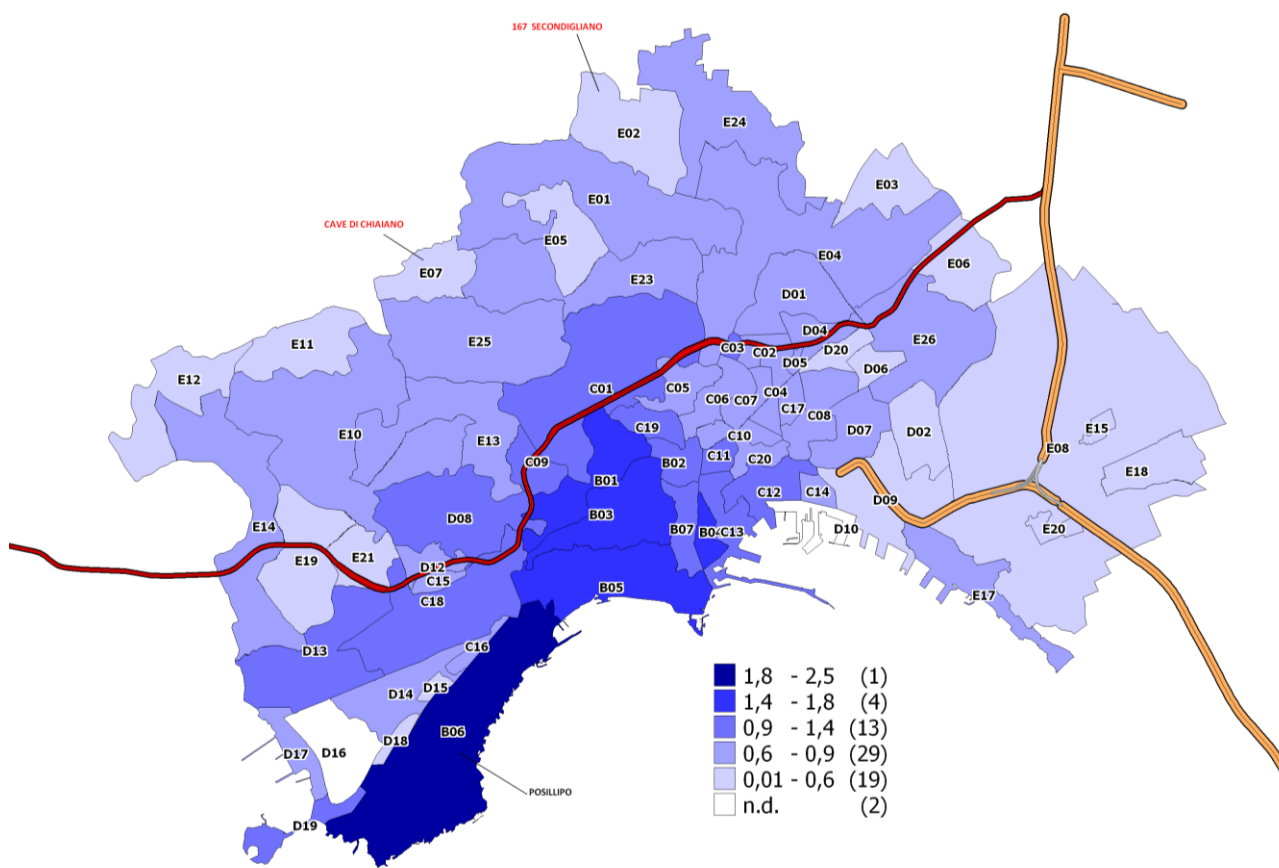 167 SECONDIGLIANO
E24
E02
E03
E01
CAVE DI CHIAIANO
E05
E04
E06
E07
E23
D01
D04
E11
E25
C03
C02
D20
E26
D05
D06
E12
C01
C05
C04
C06
C07
C17
C08
E10
E13
C19
C10
D07
D02
E15
C09
B02
C11
C20
E08
E18
B01
C12
C14
D09
E14
D08
B03
B07
B0
C13
D10
E20
E19
E21
D12
C15
C18
B05
E17
D13
C16
D14
D15
D17
D16
D18
B06
POSILLIPO
D19
1,8 - 2,5 (1)
1,4 - 1,8 (4)
0,9 - 1,4 (13)
0,6 - 0,9 (29)
0,01 - 0,6 (19)
n.d. (2)